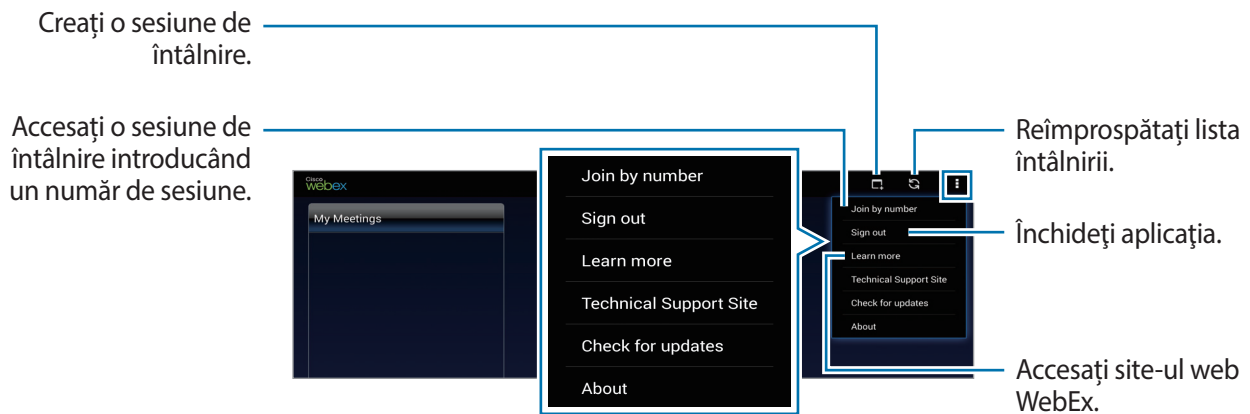 Creați o sesiune de
întâlnire.
Accesați o sesiune de
întâlnire introducând
un număr de sesiune.
Reîmprospătați lista
întâlnirii.
Închideţi aplicaţia.
Accesați site-ul web
WebEx.
Cisco
webex
My Meetings
Join by number
Sign out
Learn more
Technical Support Site
Check for updates
About
Join by number
Sign out
Learn more
Technical Support Site
Check for updates
About